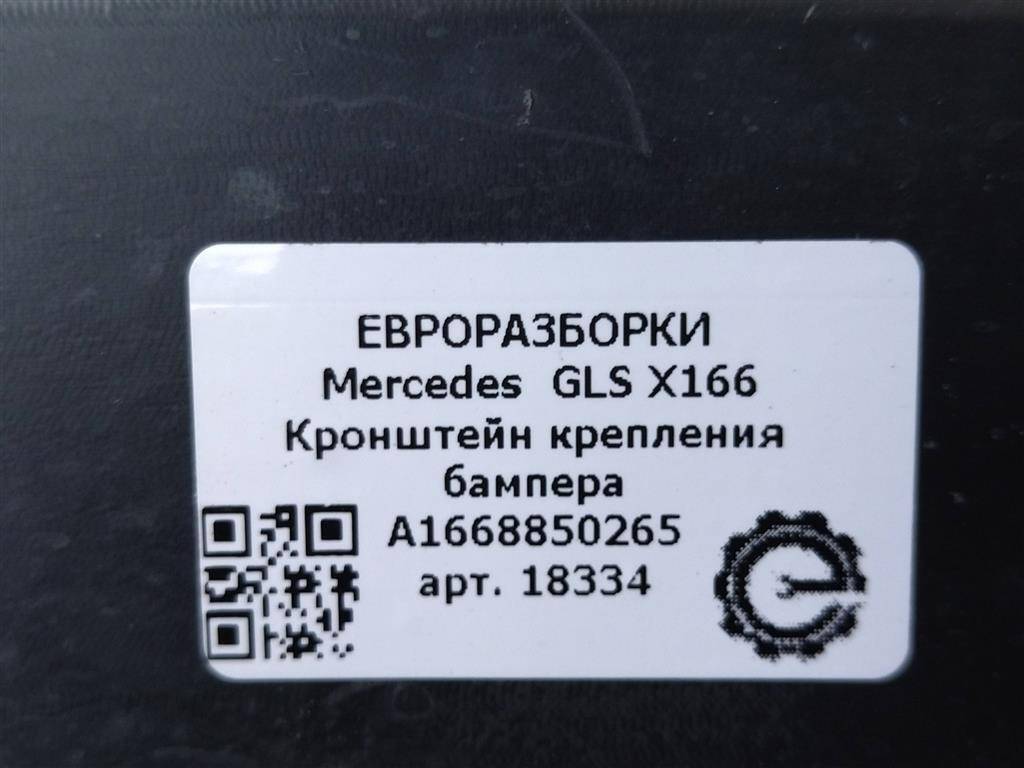 ЕВРОРАЗБОРКИ
Mercedes GLS X166
Кронштейн крепления
бампера
A1668850265
арт. 18334